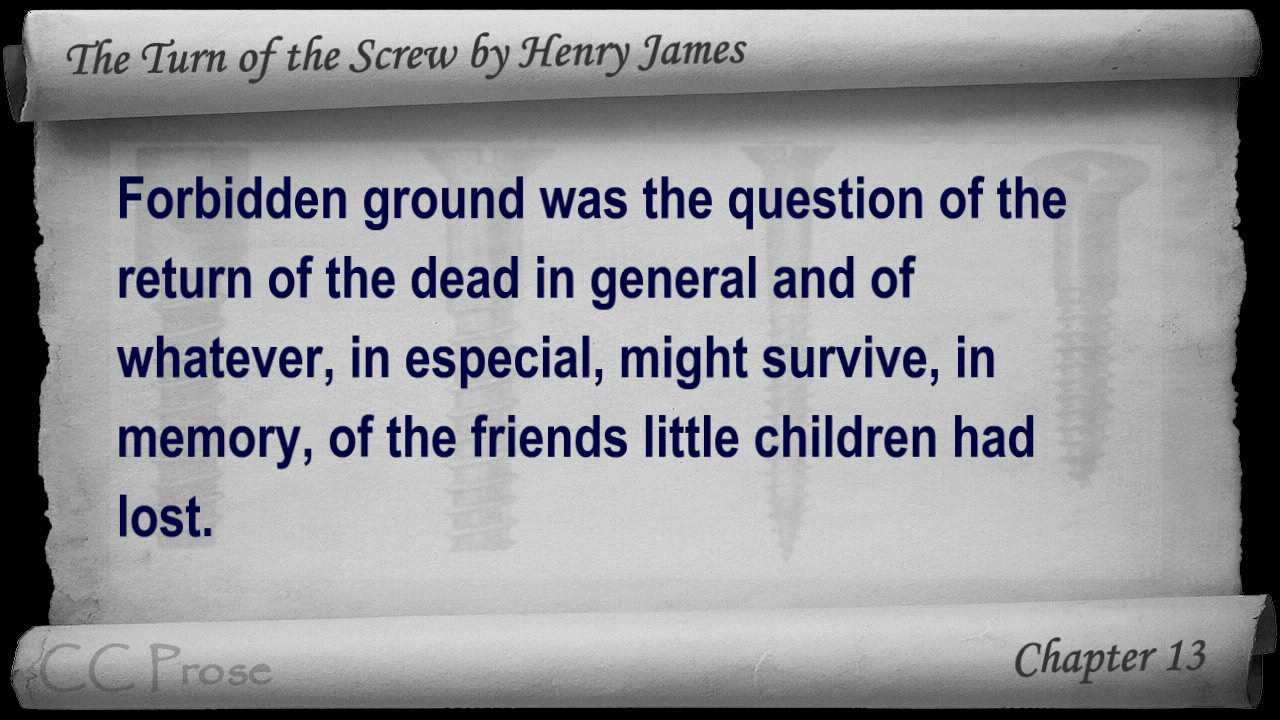 The Turn of the Screw by Henry James
Forbidden ground was the question of the
return of the dead in general and of
whatever, in especial, might survive, in
memory, of the friends little children had
lost.
CC Prose
Chapter 13